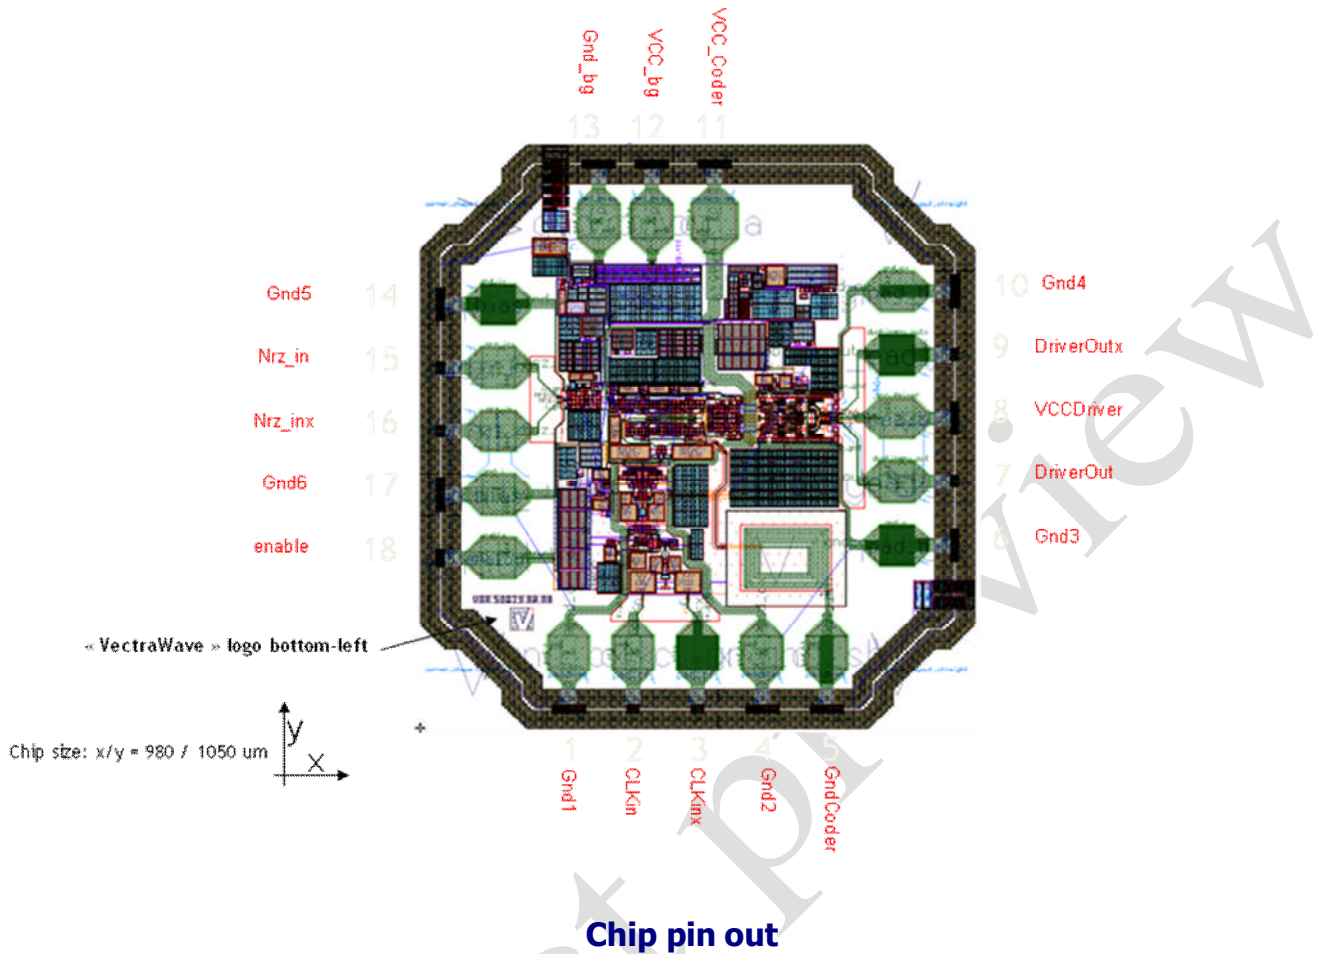 Gnd_bg
VCC_bg
VCC_Coder
13
12
11
Gnd5
14
10
Gnd4
Nrz_in
15
9
DriverOutx
Nrz_inx
16
8
VCCDriver
Gnd6
17
7
DriverOut
enable
18
6
Gnd3
« VectraWave » logo bottom-left
Chip size: x/y = 980 / 1050 um
y
x
1
2
3
4
5
Gnd1
CLKin
CLKinx
Gnd2
GndCoder
Chip pin out